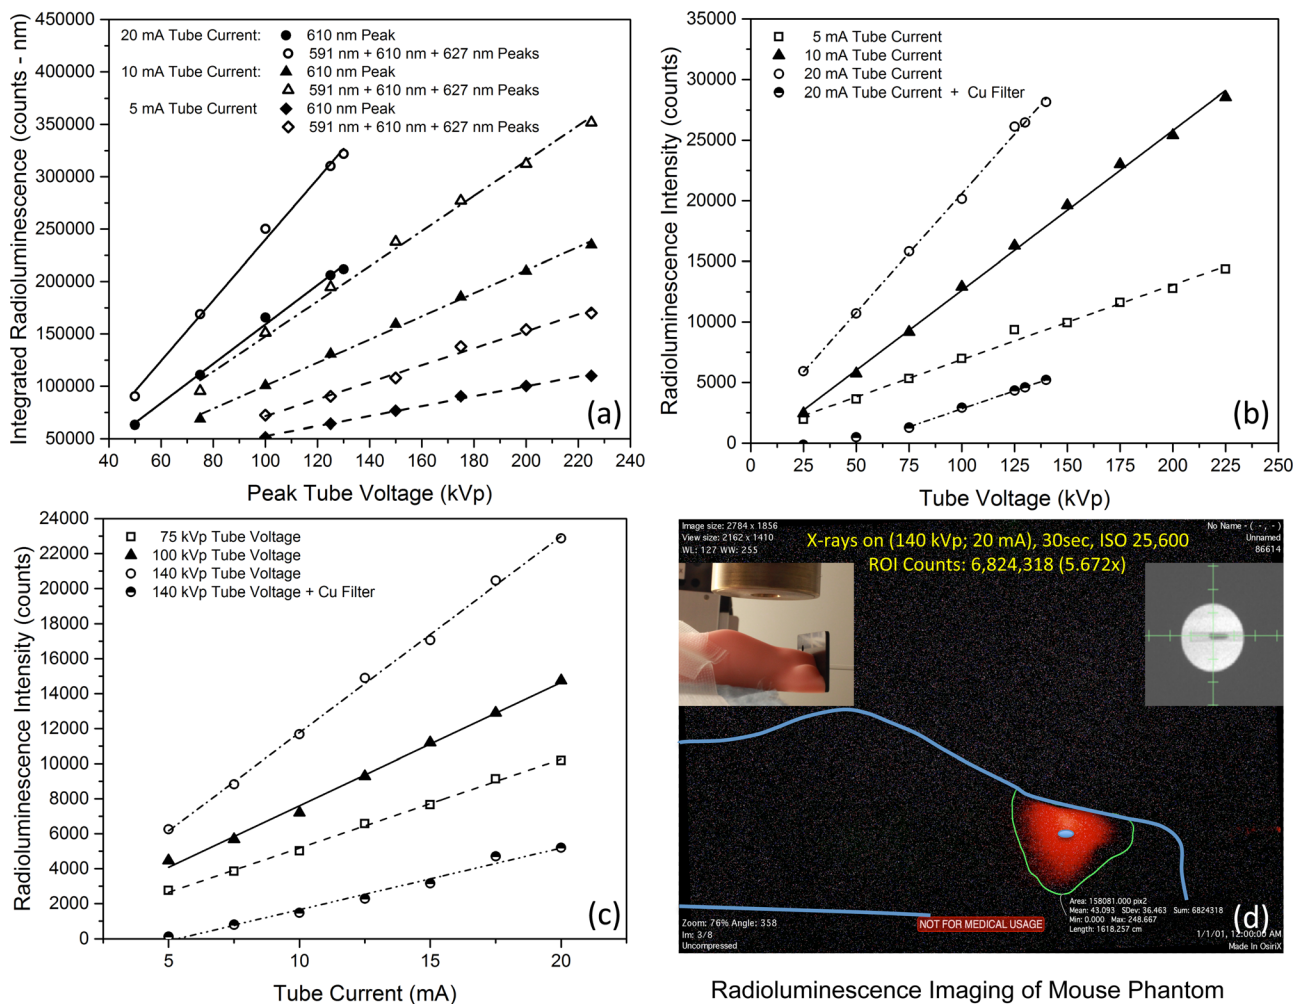 450000
400000
350000
300000
250000
200000
150000
100000
50000
Integrated Radioluminescence (counts - nm)
20 mA Tube Current: 610 nm Peak
591 nm + 610 nm + 627 nm Peaks
10 mA Tube Current: 610 nm Peak
591 nm + 610 nm + 627 nm Peaks
5 mA Tube Current 610 nm Peak
591 nm + 610 nm + 627 nm Peaks
(a)
40 60 80 100 120 140 160 180 200 220 240
Peak Tube Voltage (kVp)
35000
30000
25000
20000
15000
10000
5000
0
Radioluminescence Intensity (counts)
5 mA Tube Current
10 mA Tube Current
20 mA Tube Current
20 mA Tube Current + Cu Filter
(b)
25 50 75 100 125 150 175 200 225 250
Tube Voltage (kVp)
24000
22000
20000
18000
16000
14000
12000
10000
8000
6000
4000
2000
0
Radioluminescence Intensity (counts)
75 kVp Tube Voltage
100 kVp Tube Voltage
140 kVp Tube Voltage
140 kVp Tube Voltage + Cu Filter
(c)
5 10 15 20
Tube Current (mA)
Image size: 2784 x 1856
View size: 2162 x 1410
WL: 127 WW: 255
X-rays on (140 kVp; 20 mA), 30sec, ISO 25,600
ROI Counts: 6,824,318 (5.672x)
No Name - ( - , - )
Unnamed
86614
Area: 158081.000 pix2
Mean: 43.093 SDev: 36.463 Sum: 6824318
Min: 0.000 Max: 248.667
Length: 1618.257 cm
(d)
NOT FOR MEDICAL USAGE
Zoom: 76% Angle: 358
Im: 3/8
Uncompressed
1/1/01, 12:00:00 AM
Made In OsiriX
Radioluminescence Imaging of Mouse Phantom